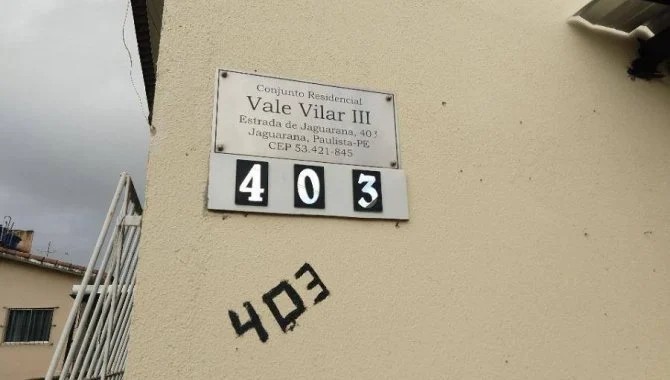 Conjunto Residencial
Vale Vilar III
Estrada de Jaguarana, 403
Jaguarana, Paulista-PE
CEP 53.421-845
403
403